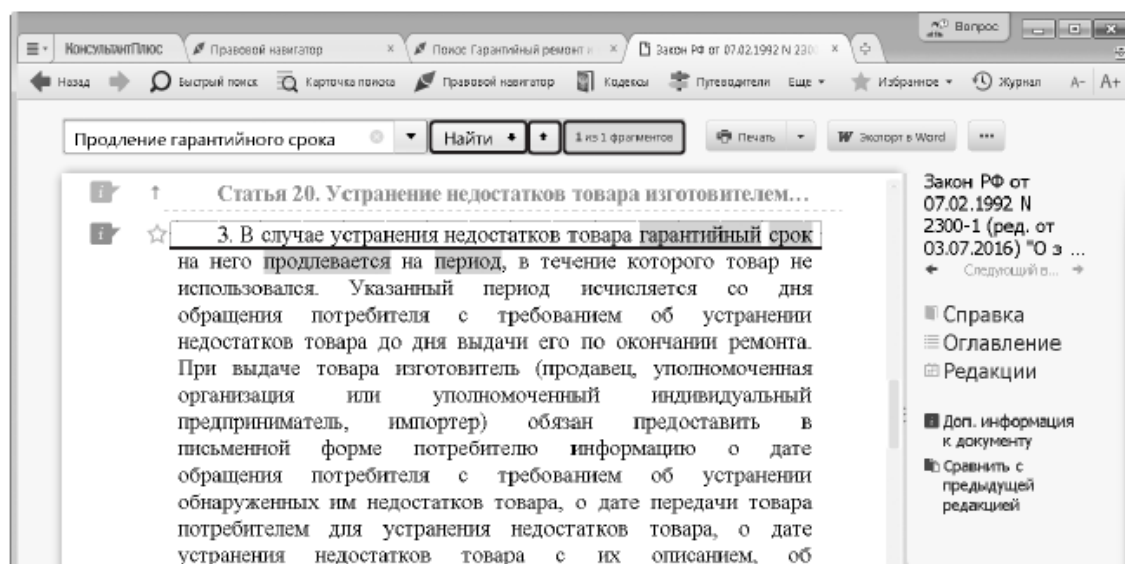 Вопрос
КонсультантПлюс
Правовой навигатор
Поиск Гарантийный ремонт и
Закон РФ от 07.02.1992 N 2300
Назад
Быстрый поиск
Карточка поиска
Правовой навигатор
Кодексы
Путеводители
Еще
Избранное
Журнал
A-
A+
Продление гарантийного срока
Найти
1 из 1 фрагментов
Печать
Экспорт в Word
Статья 20. Устранение недостатков товара изготовителем...
3. В случае устранения недостатков товара гарантийный срок
на него продлевается на период, в течение которого товар не
использовался. Указанный период исчисляется со дня
обращения потребителя с требованием об устранении
недостатков товара до дня выдачи его по окончании ремонта.
При выдаче товара изготовитель (продавец, уполномоченная
организация или уполномоченный индивидуальный
предприниматель, импортер) обязан предоставить в
письменной форме потребителю информацию о дате
обращения потребителя с требованием об устранении
обнаруженных им недостатков товара, о дате передачи товара
потребителем для устранения недостатков товара, о дате
устранения недостатков товара с их описанием, об
Закон РФ от
07.02.1992 N
2300-1 (ред. от
03.07.2016) "О з ...
Следующий в...
Справка
Оглавление
Редакции
Доп. информация
к документу
Сравнить с
предыдущей
редакцией